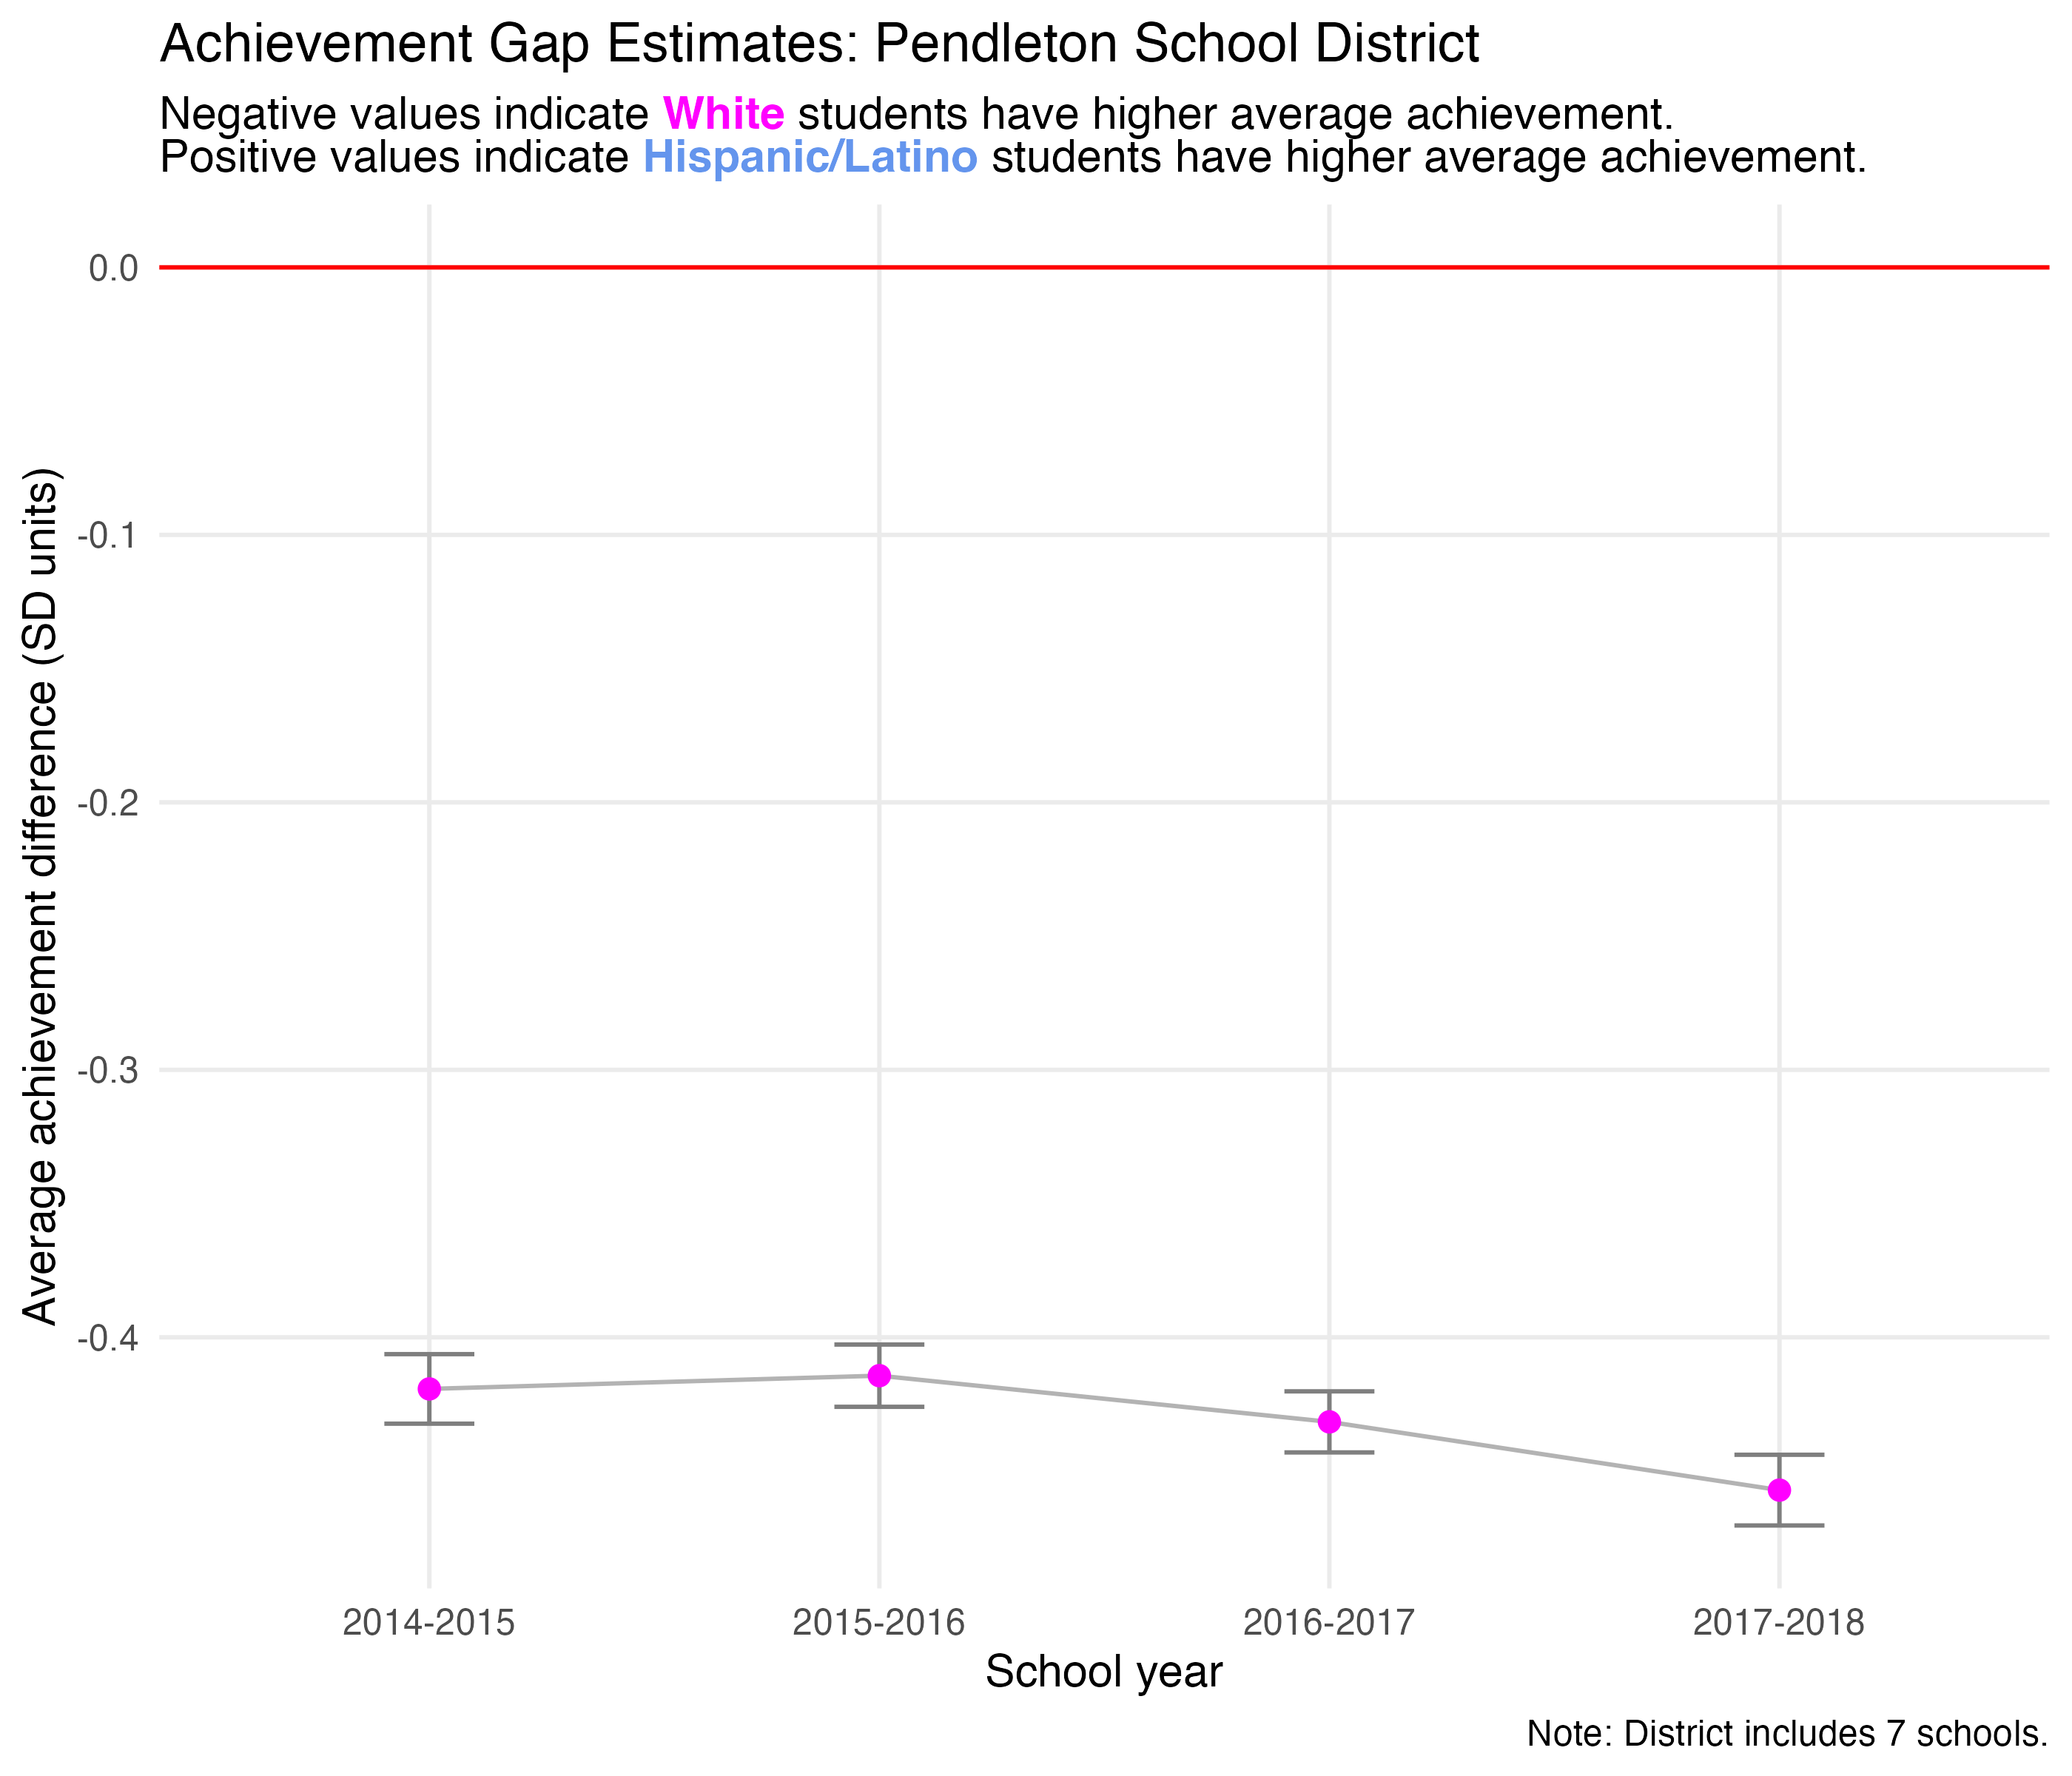 Achievement Gap Estimates: Pendleton School District
Negative values indicate White students have higher average achievement.
Positive values indicate Hispanic/Latino students have higher average achievement.
Average achievement difference (SD units)
0.0
-0.1
-0.2
-0.3
-0.4
2014-2015
2015-2016
2016-2017
2017-2018
School year
Note: District includes 7 schools.